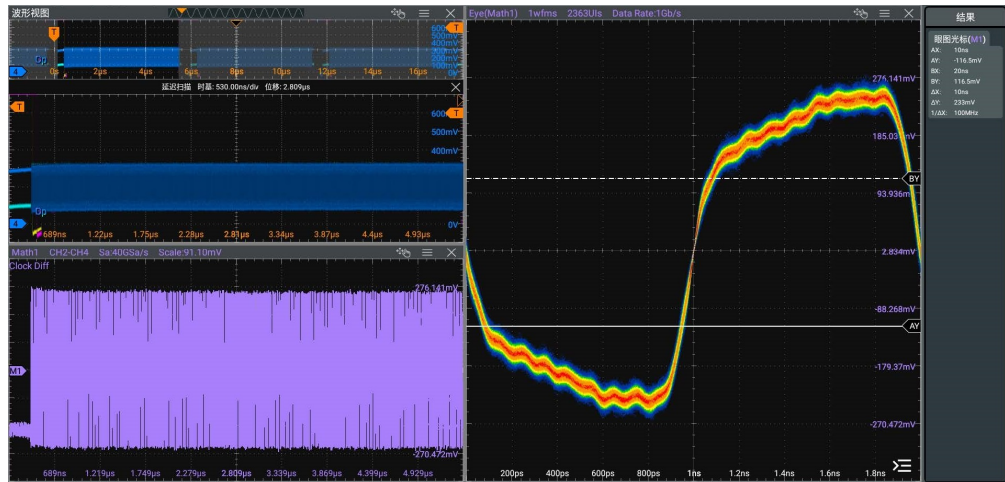 波形视图
T
600 T
500mV
400mV
300mV
200mV
100mV
0V
Dp
4
0s 2μs 4μs 6μs 8μs 10μs 12μs 14μs 16μs
延迟扫描 时基: 530.00ns/div 位移: 2.809μs
T
600 T
500mV
400mV
Dp
4
0V
689ns 1.22μs 1.75μs 2.28μs 2.81μs 3.34μs 3.87μs 4.4μs 4.93μs
Math1 CH2-CH4 Sa:40GSa/s Scale:91.10mV
Clock Diff
276.141mV
M1
-270.472mV
689ns 1.219μs 1.749μs 2.279μs 2.809μs 3.339μs 3.869μs 4.399μs 4.929μs
Eye(Math1) 1wfms 2363UIs Data Rate:1Gb/s
276.141mV
185.03 mV
BY
93.936mV
2.834mV
-88.268mV
AY
-179.37mV
-270.472mV
200ps 400ps 600ps 800ps 1ns 1.2ns 1.4ns 1.6ns 1.8ns
结果
眼图光标(M1)
AX: 10ns
AY: -116.5mV
BX: 20ns
BY: 116.5mV
ΔX: 10ns
ΔY: 233mV
1/ΔX: 100MHz